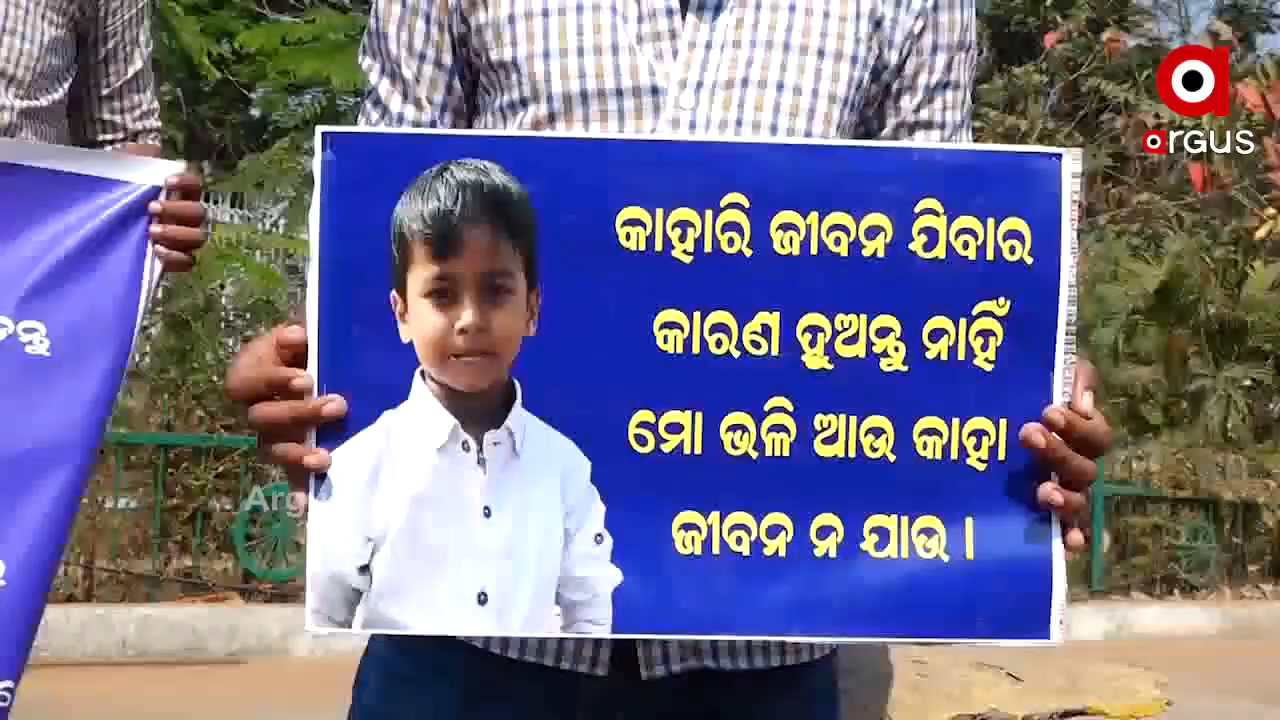 argus
କାହାରି ଜୀବନ ଯିବାର
କାରଣ ହୁଅନ୍ତୁ ନାହିଁ
ମୋ ଭଳି ଆଉ କାହା
ଜୀବନ ନ ଯାଉ ।